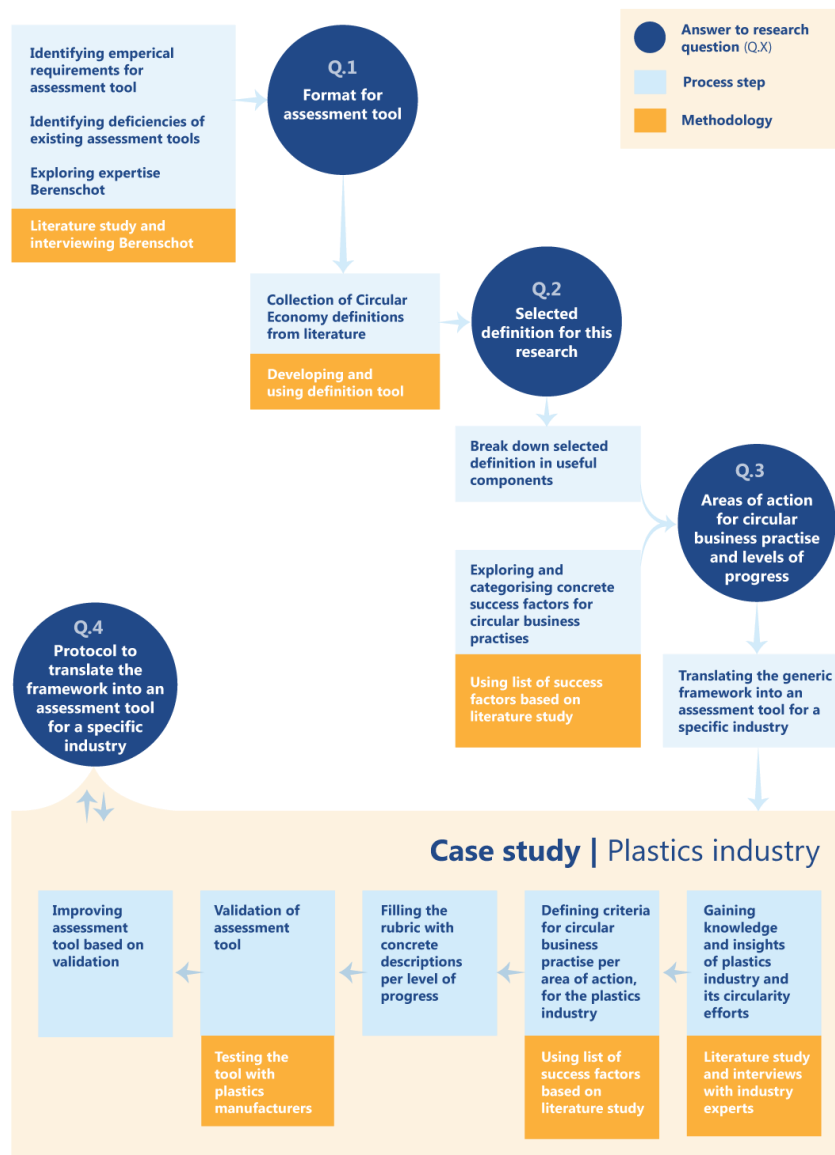 Identifying emperical
requirements for
assessment tool
Identifying deficiencies of
existing assessment tools
Exploring expertise
Berenschot
Literature study and
interviewing Berenschot
Q.1
Format for
assessment tool
Answer to research
question (Q.X)
Process step
Methodology
Collection of Circular
Economy definitions
from literature
Developing and
using definition tool
Q.2
Selected
definition for this
research
Break down selected
definition in useful
components
Exploring and
categorising concrete
success factors for
circular business
practises
Using list of success
factors based on
literature study
Q.3
Areas of action
for circular
business practise
and levels of
progress
Translating the generic
framework into an
assessment tool for a
specific industry
Q.4
Protocol to
translate the
framework into an
assessment tool
for a specific
industry
Case study | Plastics industry
Improving
assessment
tool based on
validation
Validation of
assessment
tool
Testing the
tool with
plastics
manufacturers
Filling the
rubric with
concrete
descriptions
per level of
progress
Defining criteria
for circular
business
practise per
area of action,
for the plastics
industry
Using list of
success factors
based on
literature study
Gaining
knowledge
and insights
of plastics
industry and
its circularity
efforts
Literature study
and interviews
with industry
experts